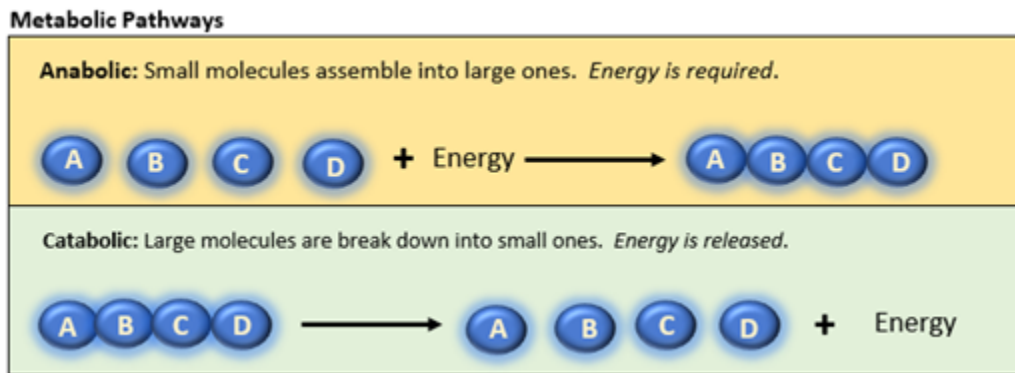 Metabolic Pathways
Anabolic: Small molecules assemble into large ones. Energy is required.
A B C D + Energy A B C D
Catabolic: Large molecules are break down into small ones. Energy is released.
A B C D A B C D + Energy